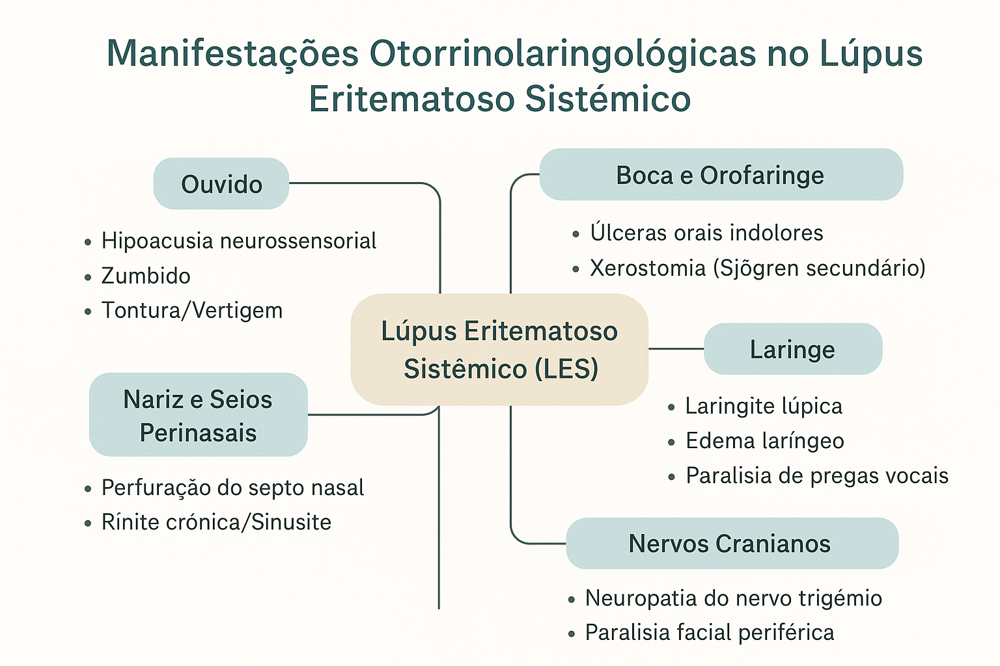 Manifestações Otorrinolaringológicas no Lúpus
Eritematoso Sistémico
Ouvido
• Hipoacusia neurossensorial
• Zumbido
• Tontura/Vertigem
Nariz e Seios
Perinasais
• Perfuração do septo nasal
• Rínite crónica/Sinusite
Lúpus Eritematoso
Sistêmico (LES)
Boca e Orofaringe
• Úlceras orais indolores
• Xerostomia (Sjõgren secundário)
Laringe
• Laringite lúpica
• Edema laríngeo
• Paralisia de pregas vocais
Nervos Cranianos
• Neuropatia do nervo trigémio
• Paralisia facial periférica